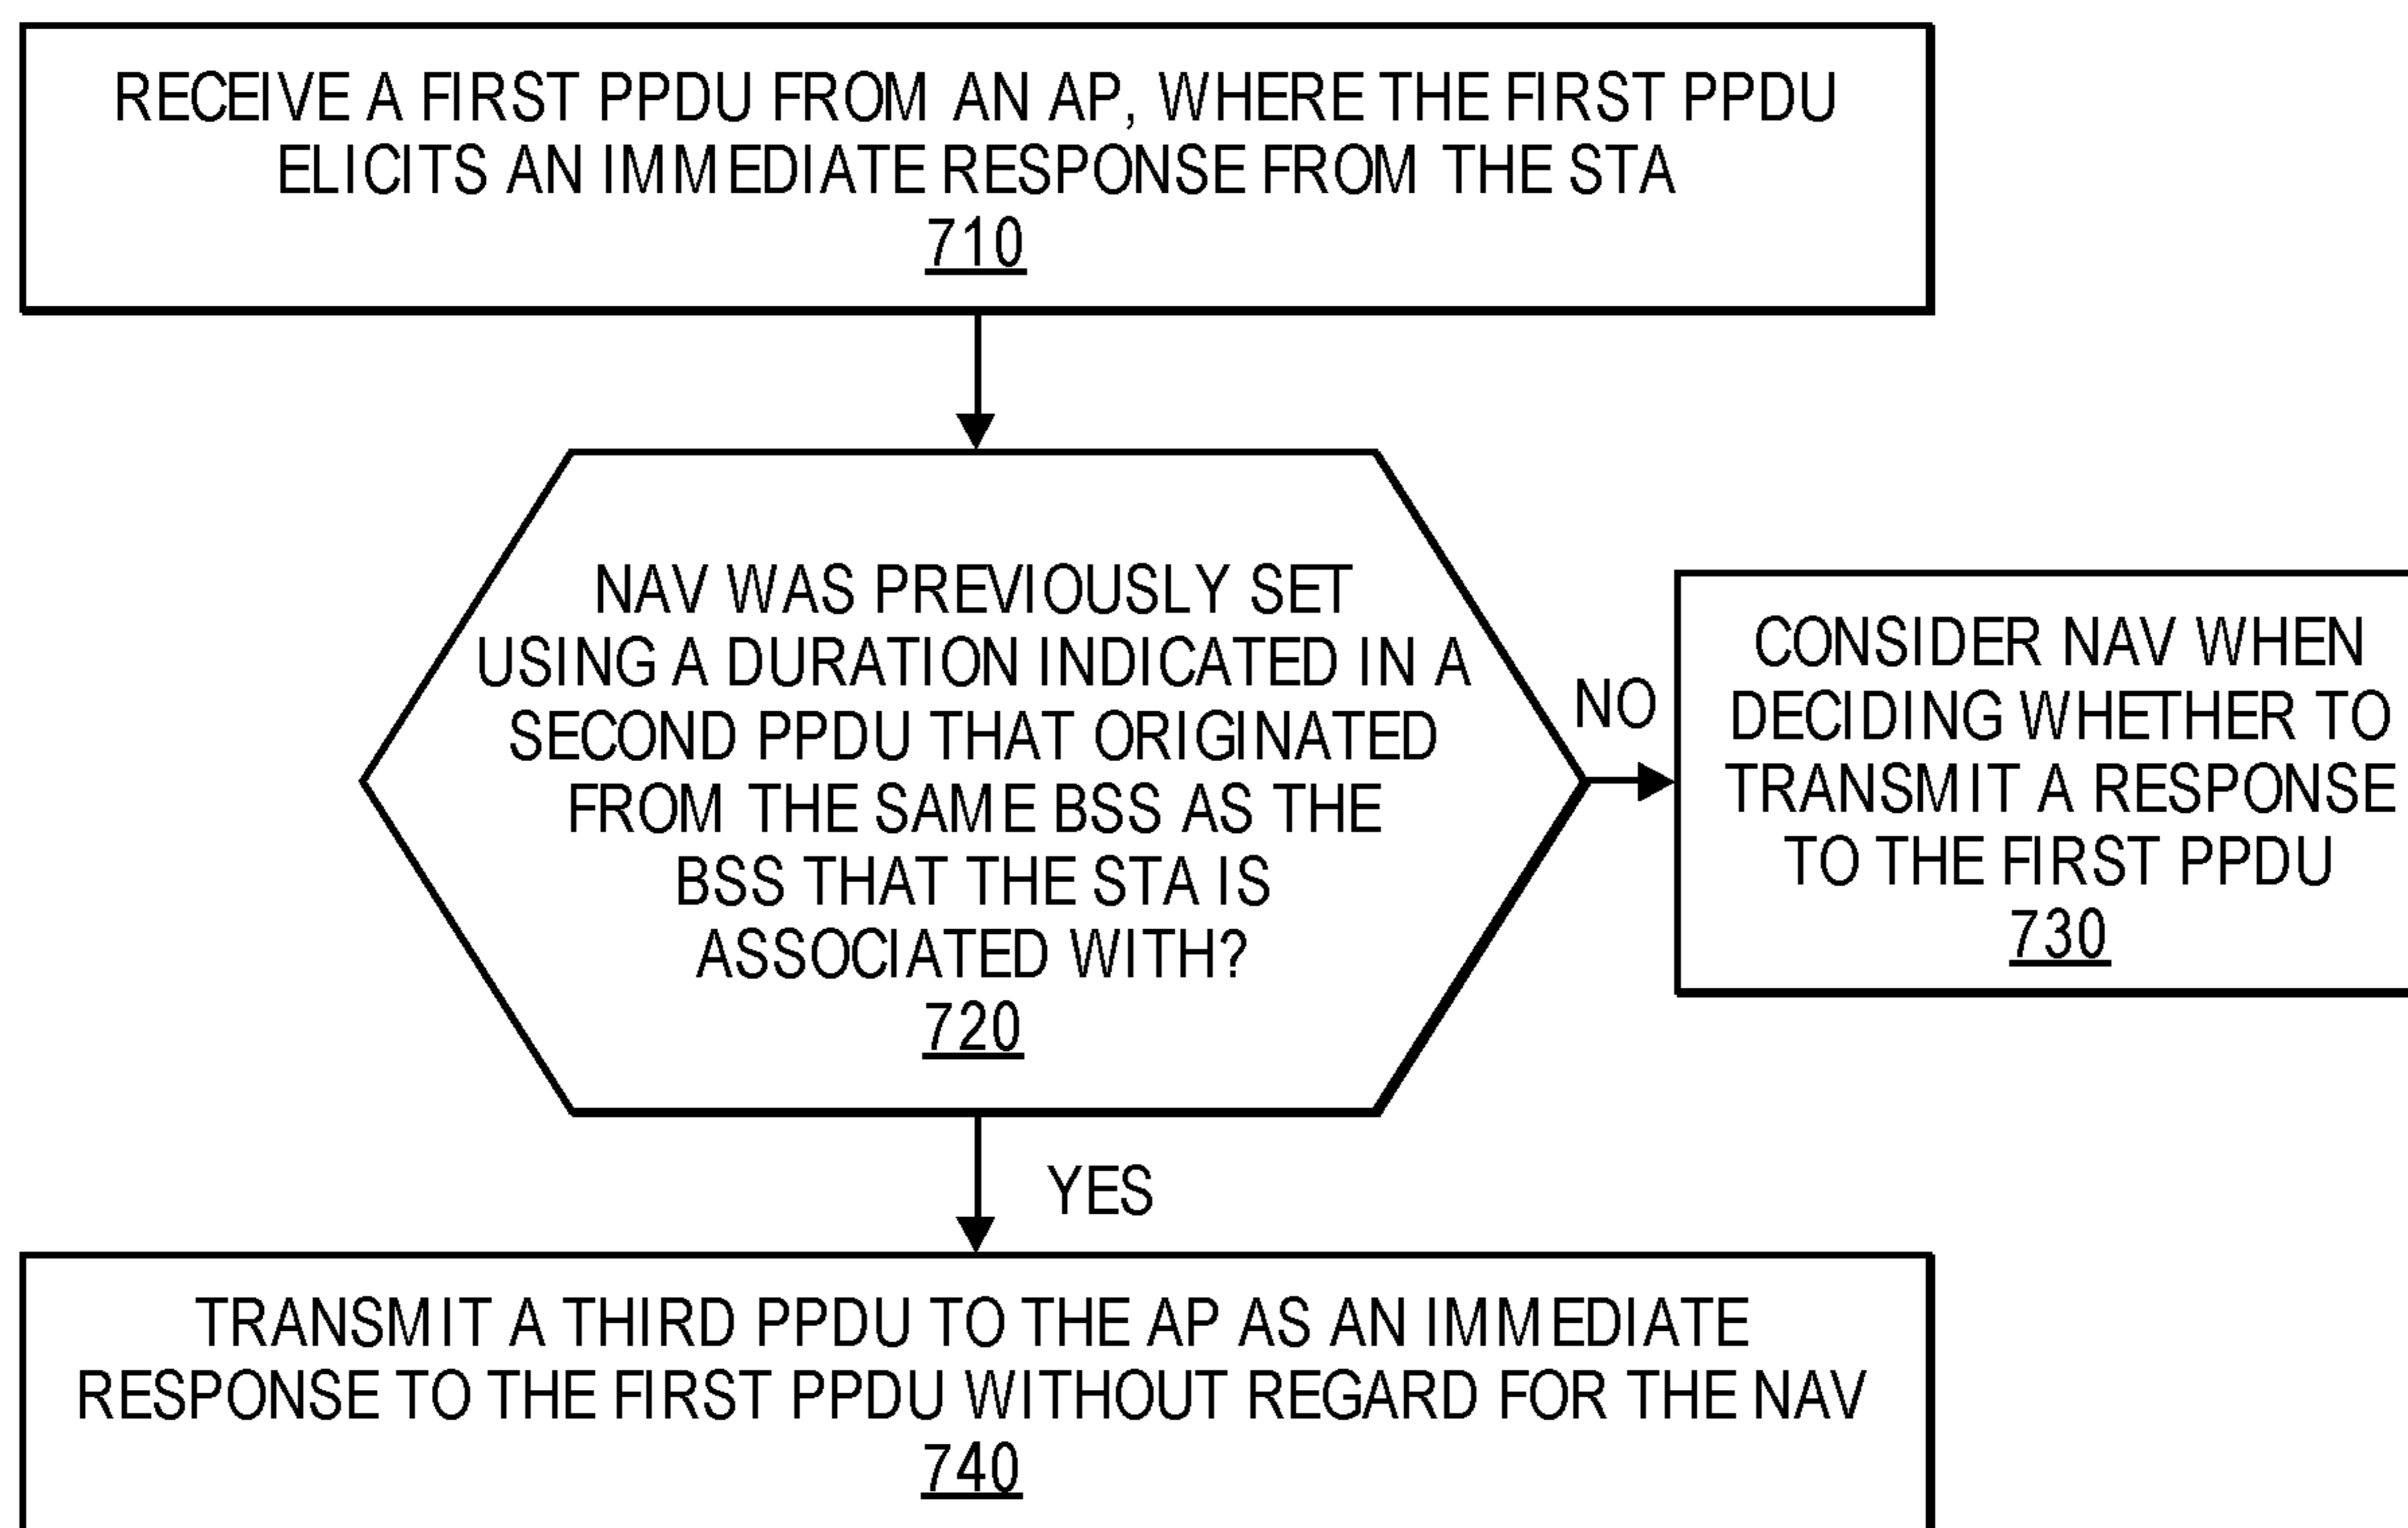 RECEIVE A FIRST PPDU FROM AN AP, WHERE THE FIRST PPDU
ELICITS AN IMMEDIATE RESPONSE FROM THE STA
710
NAV WAS PREVIOUSLY SET
USING A DURATION INDICATED IN A
SECOND PPDU THAT ORIGINATED
FROM THE SAME BSS AS THE
BSS THAT THE STA IS
ASSOCIATED WITH?
720
NO
CONSIDER NAV WHEN
DECIDING WHETHER TO
TRANSMIT A RESPONSE
TO THE FIRST PPDU
730
YES
TRANSMIT A THIRD PPDU TO THE AP AS AN IMMEDIATE
RESPONSE TO THE FIRST PPDU WITHOUT REGARD FOR THE NAV
740